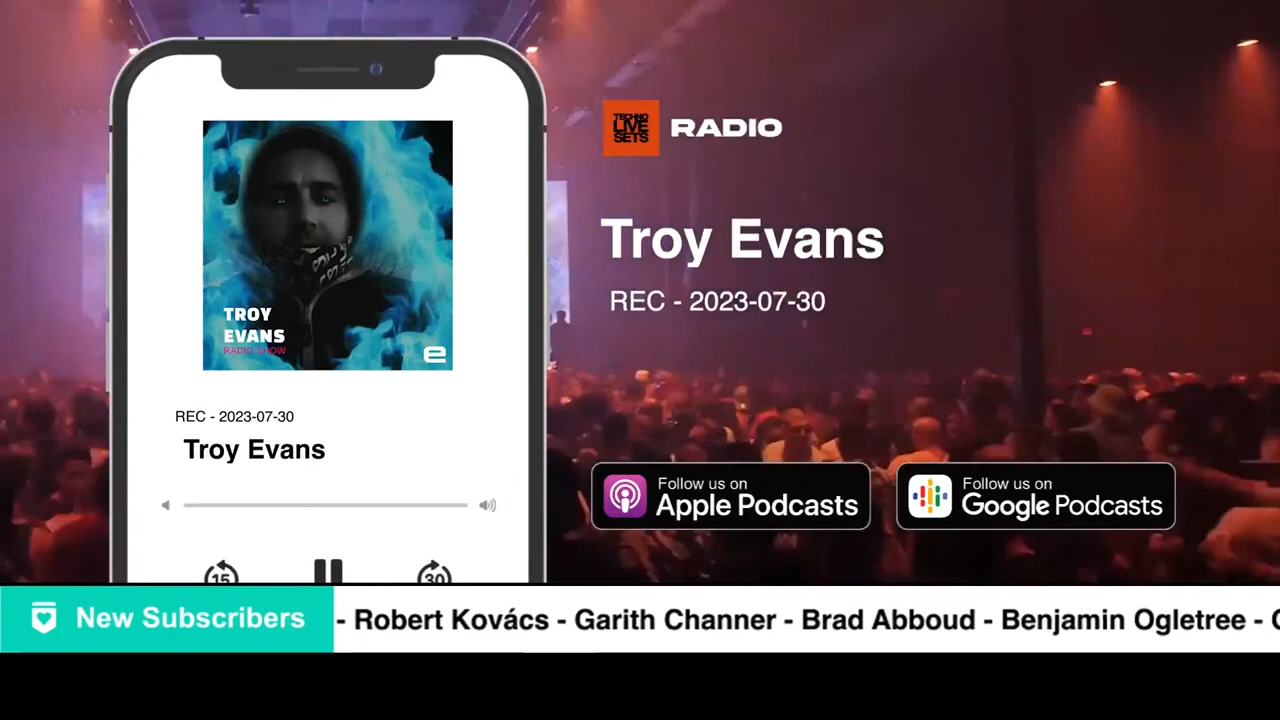 TECHNO
LIVE
SETS
RADIO
Troy Evans
REC - 2023-07-30
TROY
EVANS
RADIO SHOW
e
REC - 2023-07-30
Troy Evans
15
30
Follow us on
Apple Podcasts
Follow us on
Google Podcasts
New Subscribers
- Robert Kovács - Garith Channer - Brad Abboud - Benjamin Ogletree -